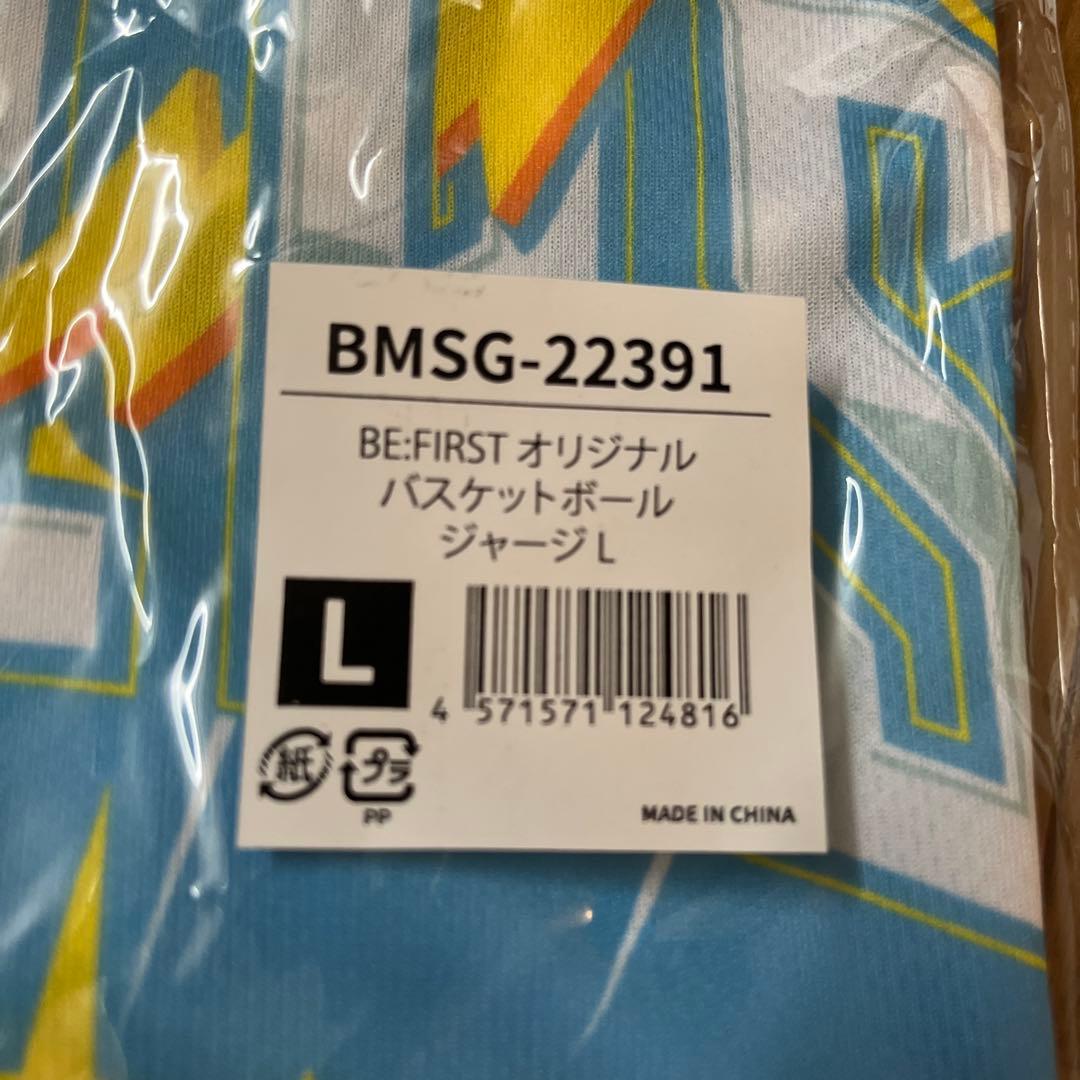 BMSG-22391
BE:FIRST オリジナル
バスケットボール
ジャージ L
L
4 571571 124816
紙 プラ
PP
MADE IN CHINA